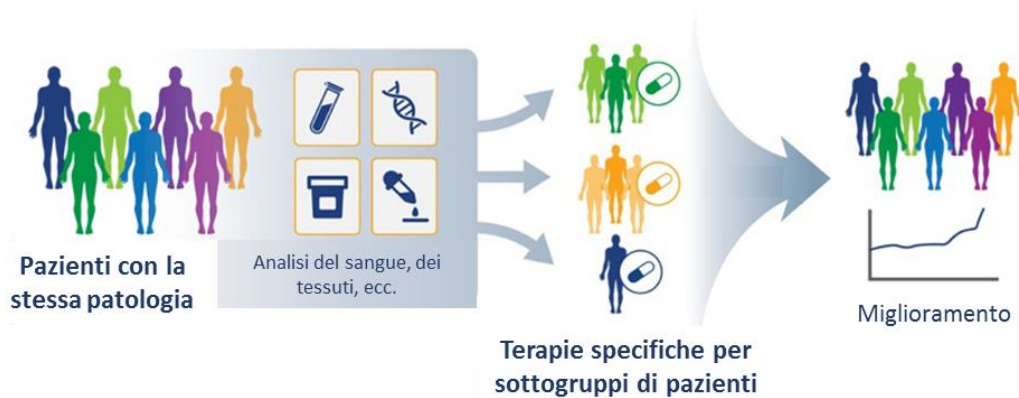 Pazienti con la
stessa patologia
Analisi del sangue, dei
tessuti, ecc.
Terapie specifiche per
sottogruppi di pazienti
Miglioramento